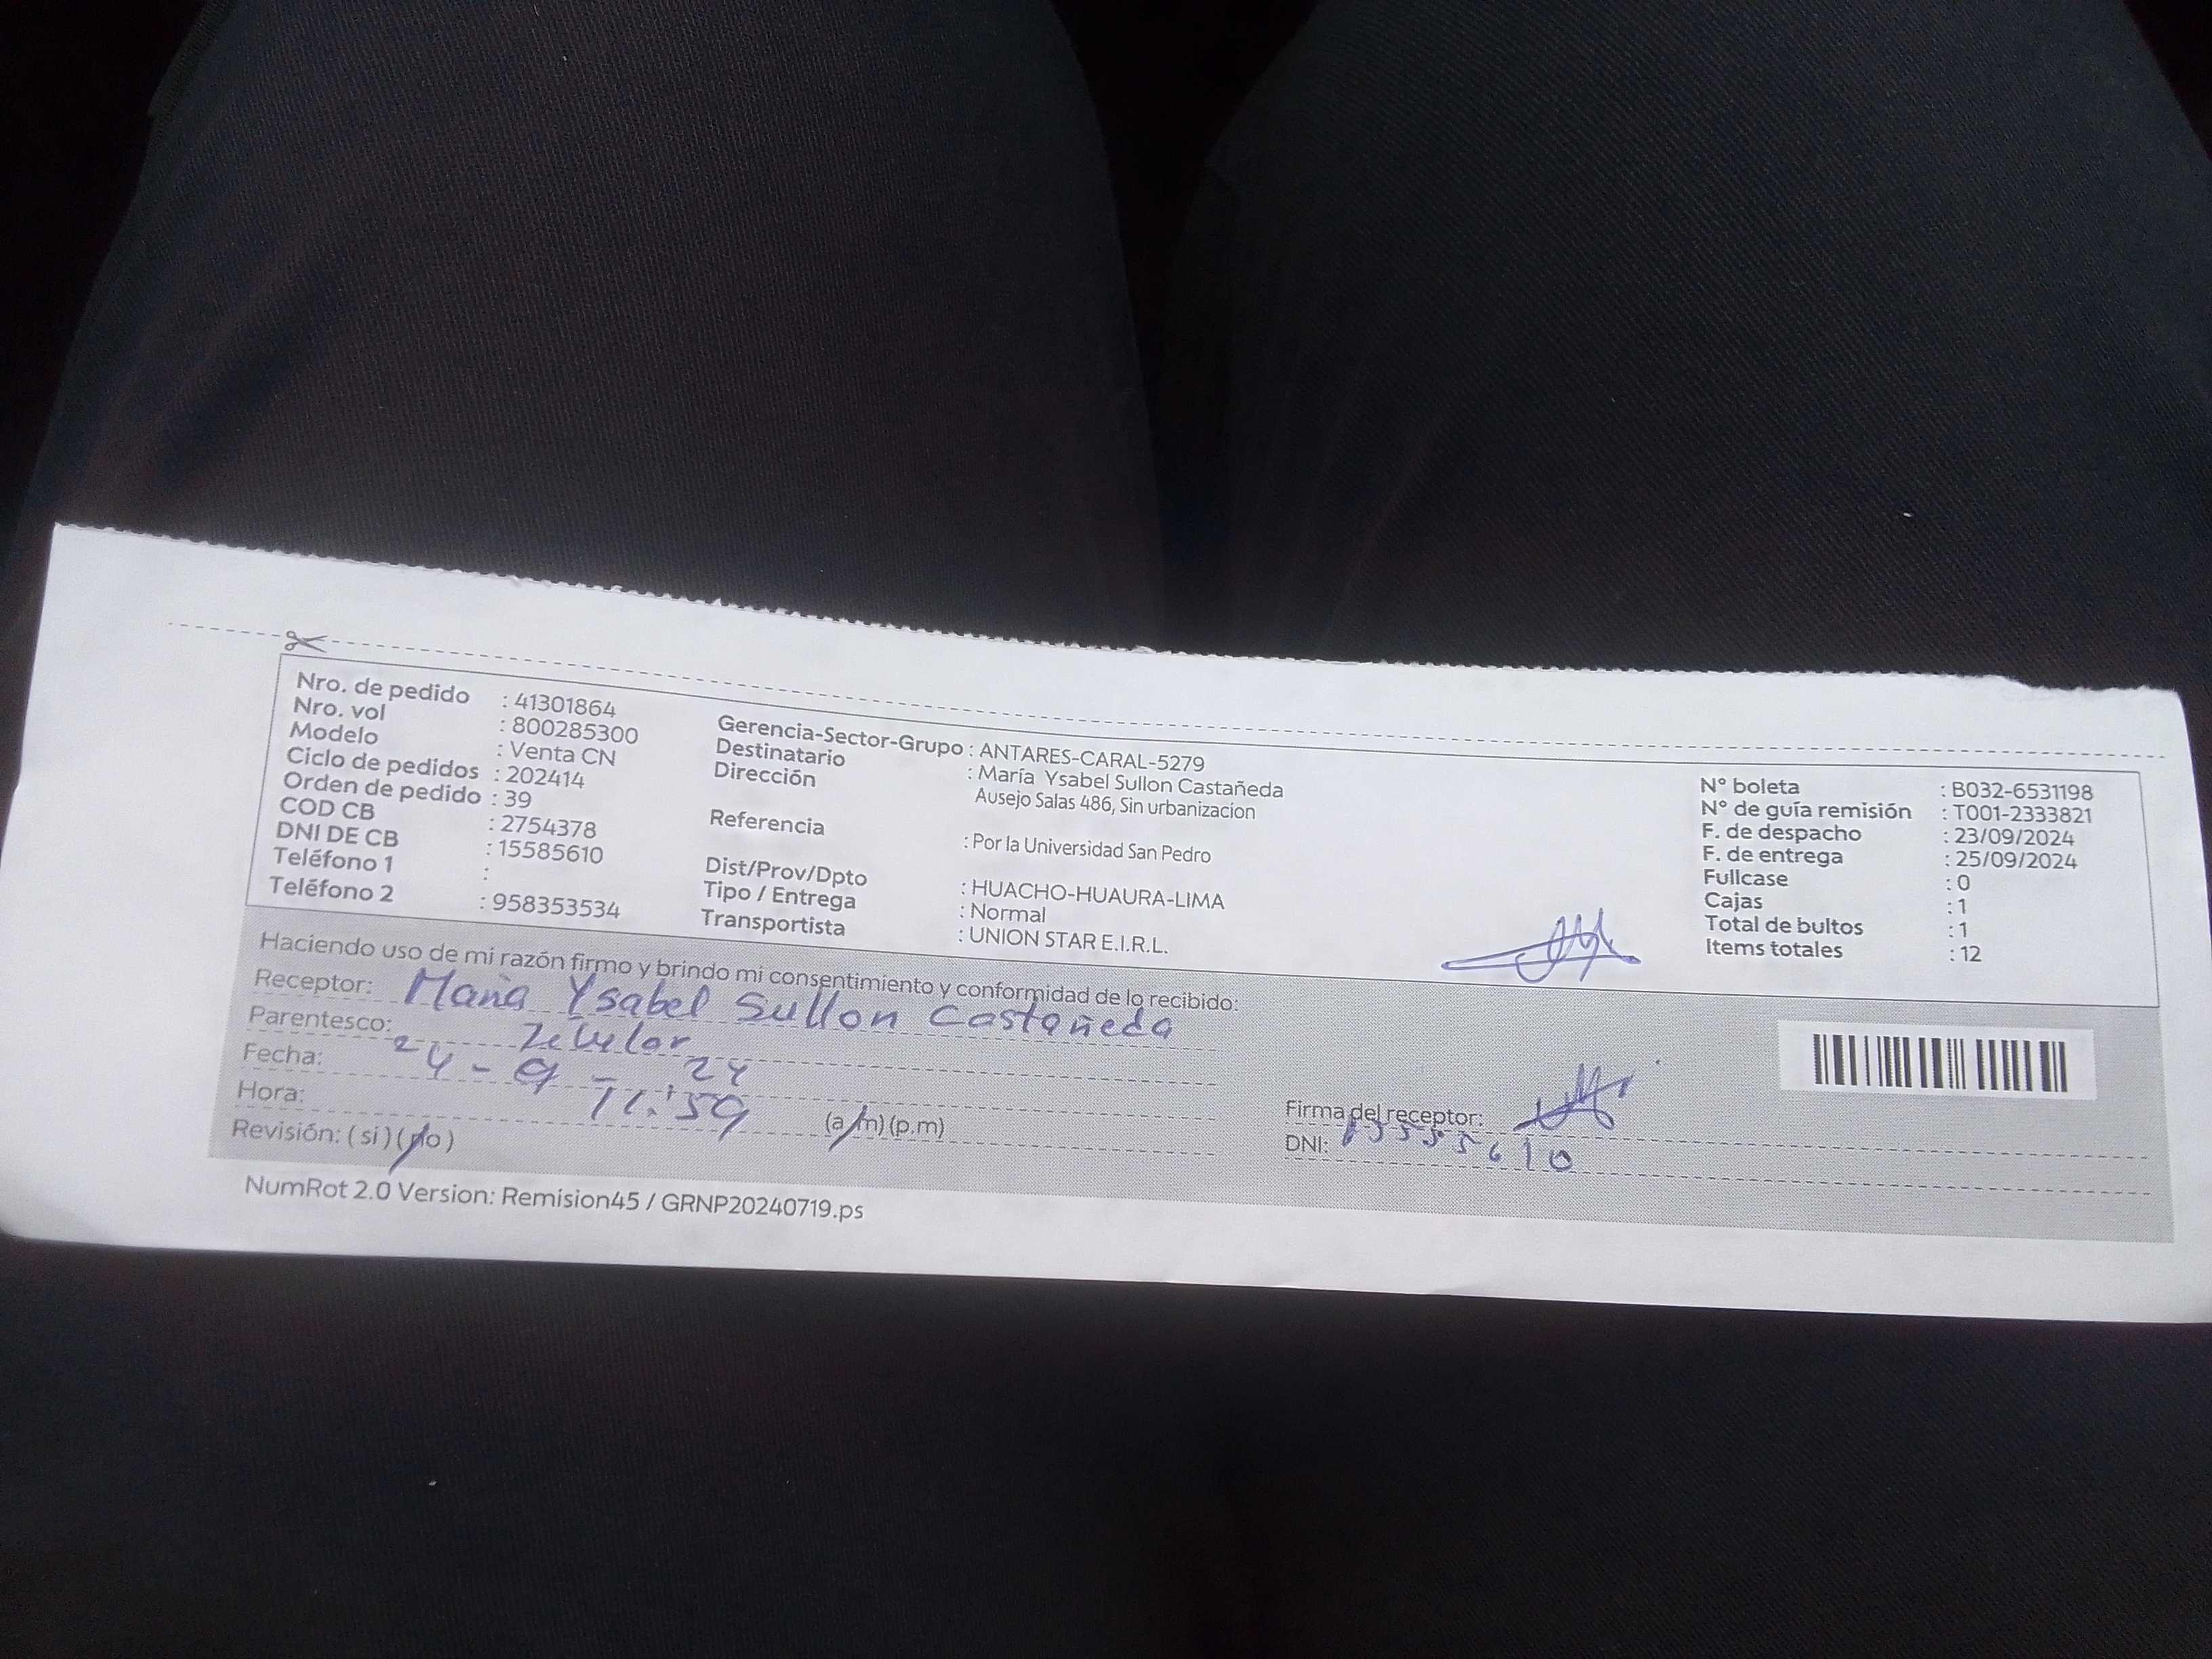 Nro. de pedido : 41301864
Nro. vol : 800285300
Modelo : Venta CN
Ciclo de pedidos : 202414
Orden de pedido : 39
COD CB : 2754378
DNI DE CB : 15585610
Teléfono 1 :
Teléfono 2 : 958353534
Gerencia-Sector-Grupo : ANTARES-CARAL-5279
Destinatario : María Ysabel Sullon Castañeda
Dirección Ausejo Salas 486, Sin urbanizacion
Referencia : Por la Universidad San Pedro
Dist/Prov/Dpto : HUACHO-HUAURA-LIMA
Tipo / Entrega : Normal
Transportista : UNION STAR E.I.R.L.
N° boleta : B032-6531198
N° de guía remisión : T001-2333821
F. de despacho : 23/09/2024
F. de entrega : 25/09/2024
Fullcase : 0
Cajas : 1
Total de bultos : 1
Items totales : 12
Haciendo uso de mi razón firmo y brindo mi consentimiento y conformidad de lo recibido:
Receptor: María Ysabel Sullon Castañeda
Parentesco:
Fecha: 24 - 9 - 24
Hora: 11:59 (a.m) (p.m)
Revisión: ( si ) ( no )
Firma del receptor:
DNI: 15585610
NumRot 2.0 Version: Remision45 / GRNP20240719.ps